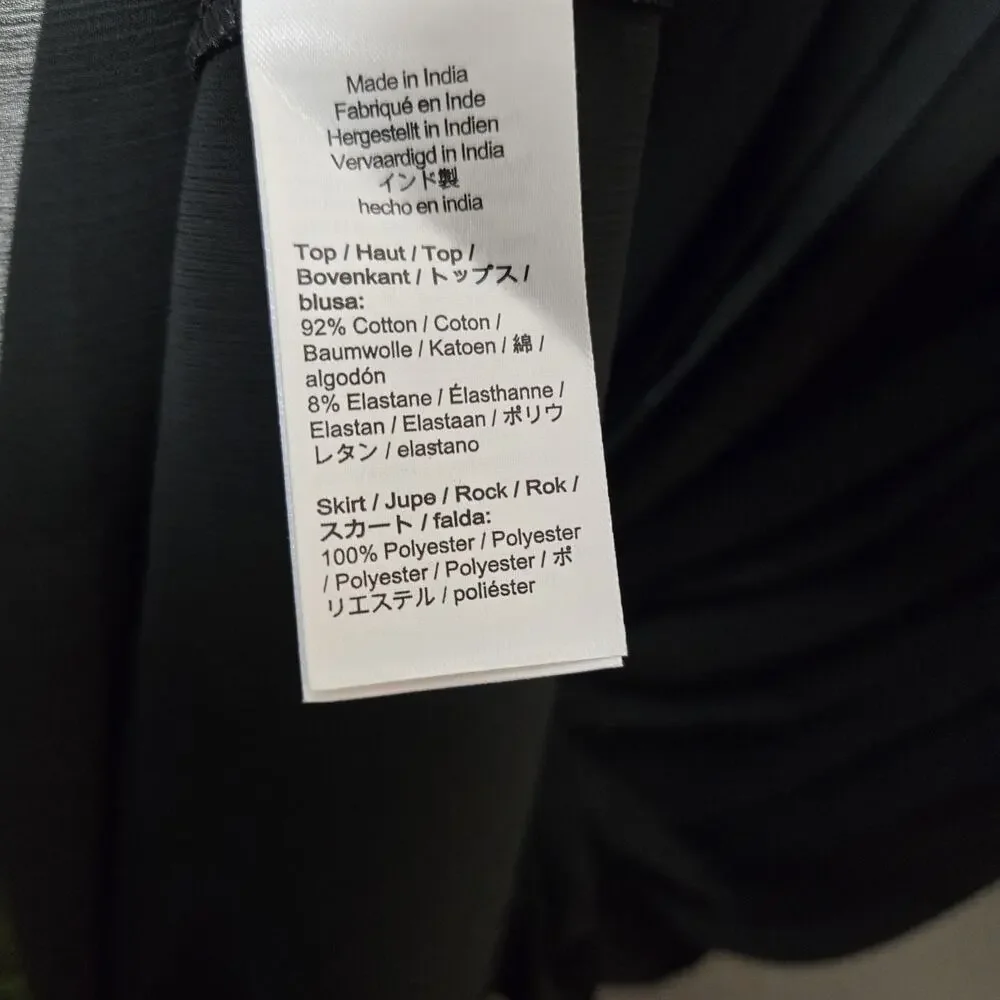 Made in India
Fabriqué en Inde
Hergestellt in Indien
Vervaardigd in India
インド製
hecho en india
Top / Haut / Top /
Bovenkant / トップス /
blusa:
92% Cotton / Coton /
Baumwolle / Katoen / 綿 /
algodón
8% Elastane / Élasthanne /
Elastan / Elastaan / ポリウ
レタン / elastano
Skirt / Jupe / Rock / Rok /
スカート / falda:
100% Polyester / Polyester
/ Polyester / Polyester / ポ
リエステル / poliéster